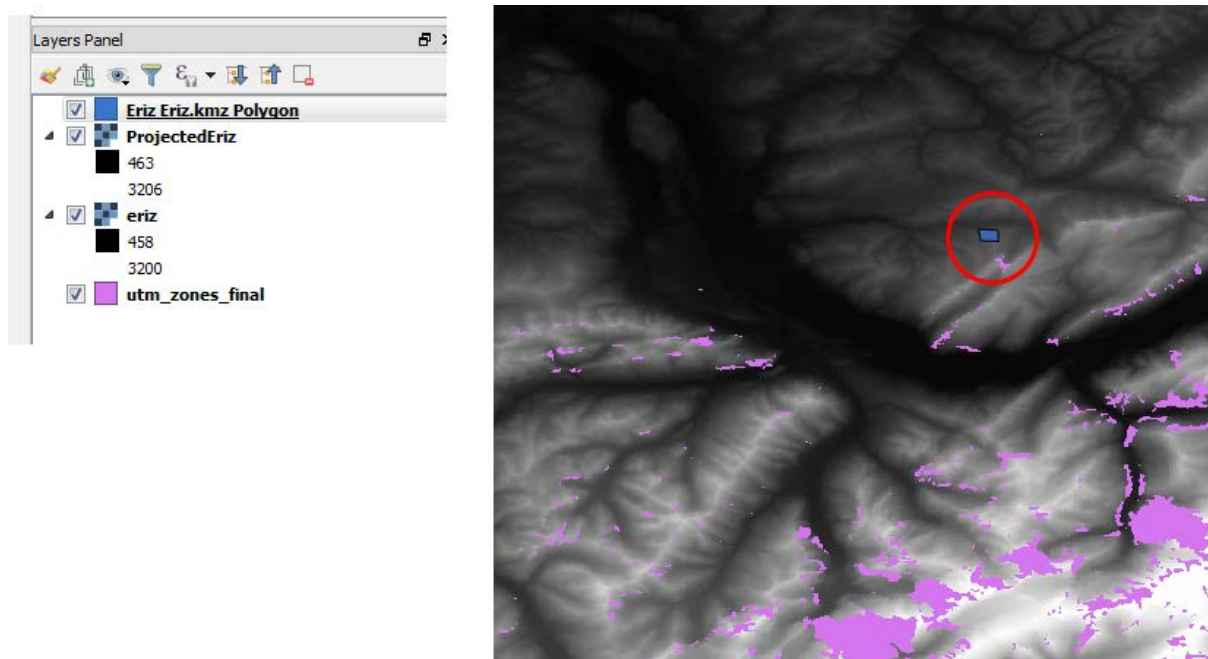 Layers Panel
Eriz Eriz.kmz Polygon
ProjectedEriz
463
3206
eriz
458
3200
utm_zones_final